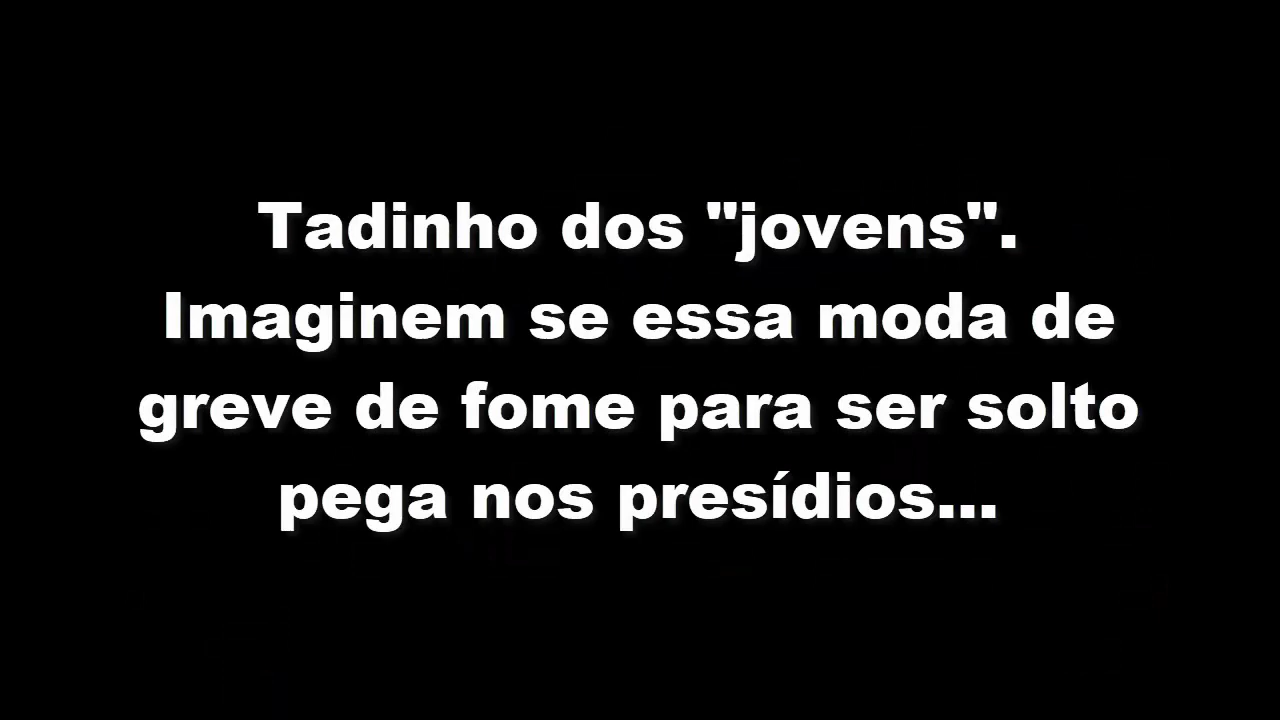 Tadinho dos "jovens".
Imaginem se essa moda de
greve de fome para ser solto
pega nos presídios...